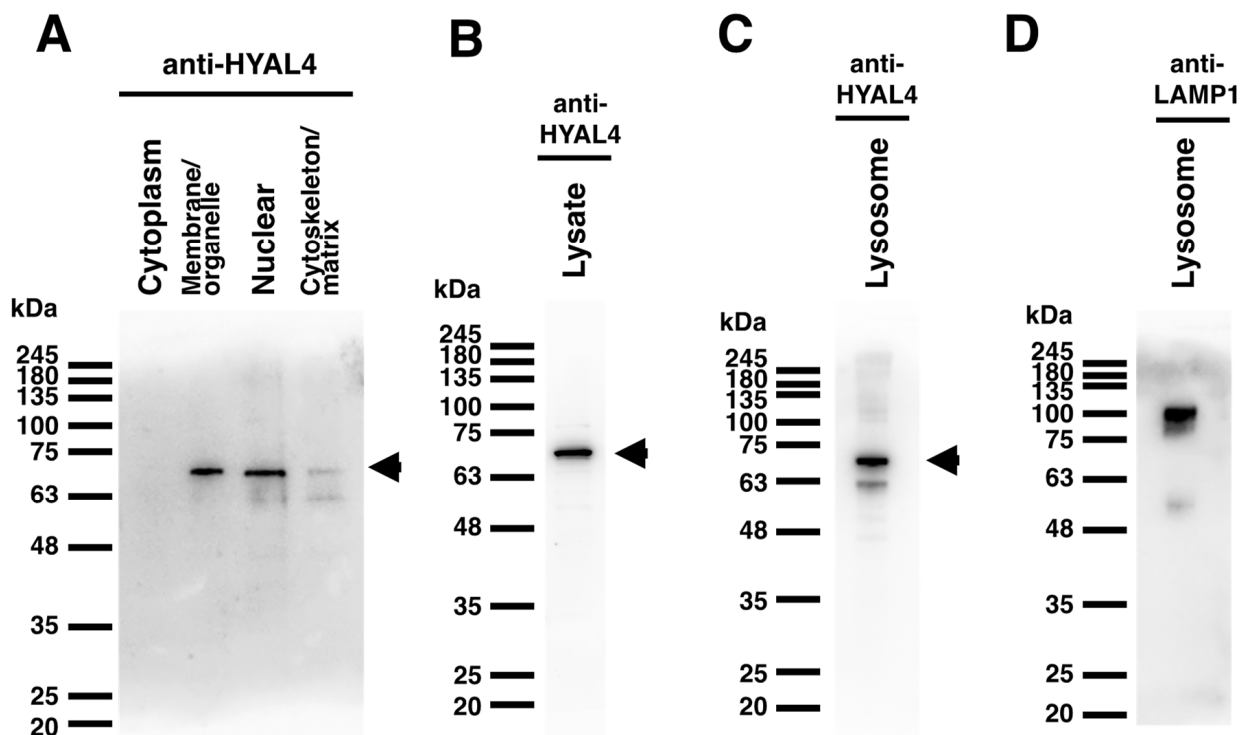 A
anti-HYAL4
Cytoplasm
Membrane/
organelle
Nuclear
Cytoskeleton/
matrix
kDa
245
180
135
100
75
63
48
35
25
20
B
anti-
HYAL4
Lysate
kDa
245
180
135
100
75
63
48
35
25
20
C
anti-
HYAL4
Lysosome
kDa
245
180
135
100
75
63
48
35
25
20
D
anti-
LAMP1
Lysosome
kDa
245
180
135
100
75
63
48
35
25
20